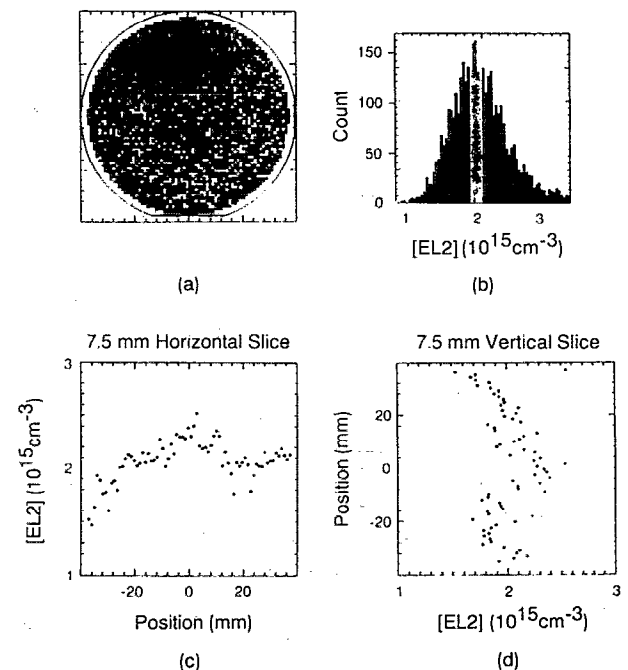 (a)
150
100
50
0
Count
1 2 3
[EL2] (10^15cm^-3)
(b)
7.5 mm Horizontal Slice
3
2
1
[EL2] (10^15cm^-3)
-20 0 20
Position (mm)
(c)
7.5 mm Vertical Slice
20
0
-20
Position (mm)
1 2 3
[EL2] (10^15cm^-3)
(d)